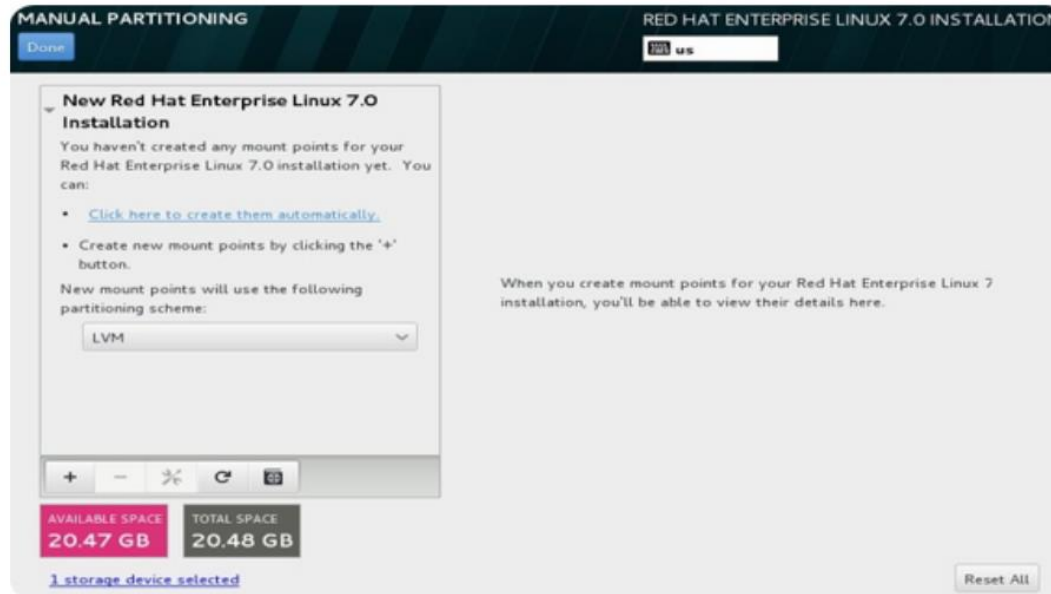 MANUAL PARTITIONING
Done
RED HAT ENTERPRISE LINUX 7.0 INSTALLATION
us
New Red Hat Enterprise Linux 7.0
Installation
You haven't created any mount points for your
Red Hat Enterprise Linux 7.0 installation yet. You
can:
• Click here to create them automatically.
• Create new mount points by clicking the '+'
button.
New mount points will use the following
partitioning scheme:
LVM
+ −
AVAILABLE SPACE
20.47 GB
TOTAL SPACE
20.48 GB
1 storage device selected
When you create mount points for your Red Hat Enterprise Linux 7
installation, you'll be able to view their details here.
Reset All